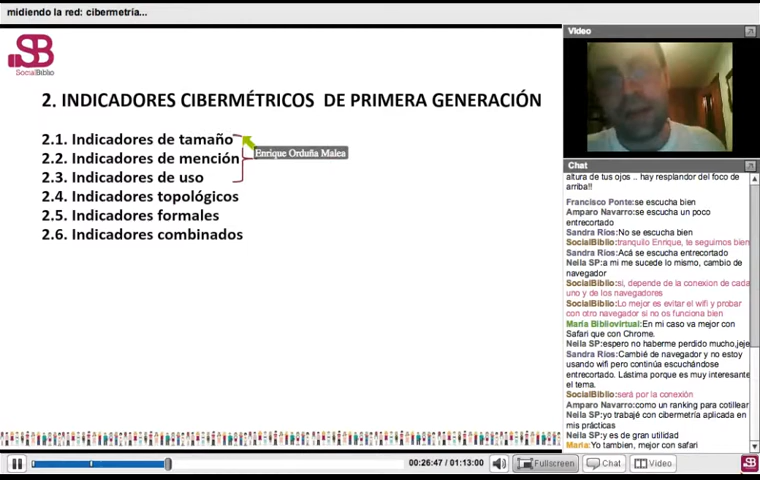 midiendo la red: cibermetría...
SB
SocialBiblio
2. INDICADORES CIBERMÉTRICOS DE PRIMERA GENERACIÓN
2.1. Indicadores de tamaño
2.2. Indicadores de mención
2.3. Indicadores de uso
2.4. Indicadores topológicos
2.5. Indicadores formales
2.6. Indicadores combinados
Enrique Orduña Malea
Video
Chat
altura de tus ojos .. hay resplandor del foco de
arriba!!
Francisco Ponte:se escucha bien
Amparo Navarro:se escucha un poco
entrecortado
Sandra Rios:No se escucha bien
SocialBiblio:tranquilo Enrique, te seguimos bien
Sandra Rios:Acá se escucha entrecortado
Neila SP:a mi me sucede lo mismo, cambio de
navegador
SocialBiblio:si, depende de la conexion de cada
uno y de los navegadores
SocialBiblio:Lo mejor es evitar el wifi y probar
con otro navegador si no os funciona bien
María Bibliovirtual:En mi caso va mejor con
Safari que con Chrome.
Neila SP:espero no haberme perdido mucho,jeje
Sandra Rios:Cambié de navegador y no estoy
usando wifi pero continúa escuchándose
entrecortado. Lástima porque es muy interesante
el tema.
SocialBiblio:será por la conexión
Amparo Navarro:como un ranking para cotillear
Neila SP:yo trabajé con cibermetría aplicada en
mis prácticas
Neila SP:y es de gran utilidad
Maria:Yo tambien, mejor con safari
00:26:47 / 01:13:00
Fullscreen
Chat
Video
SB